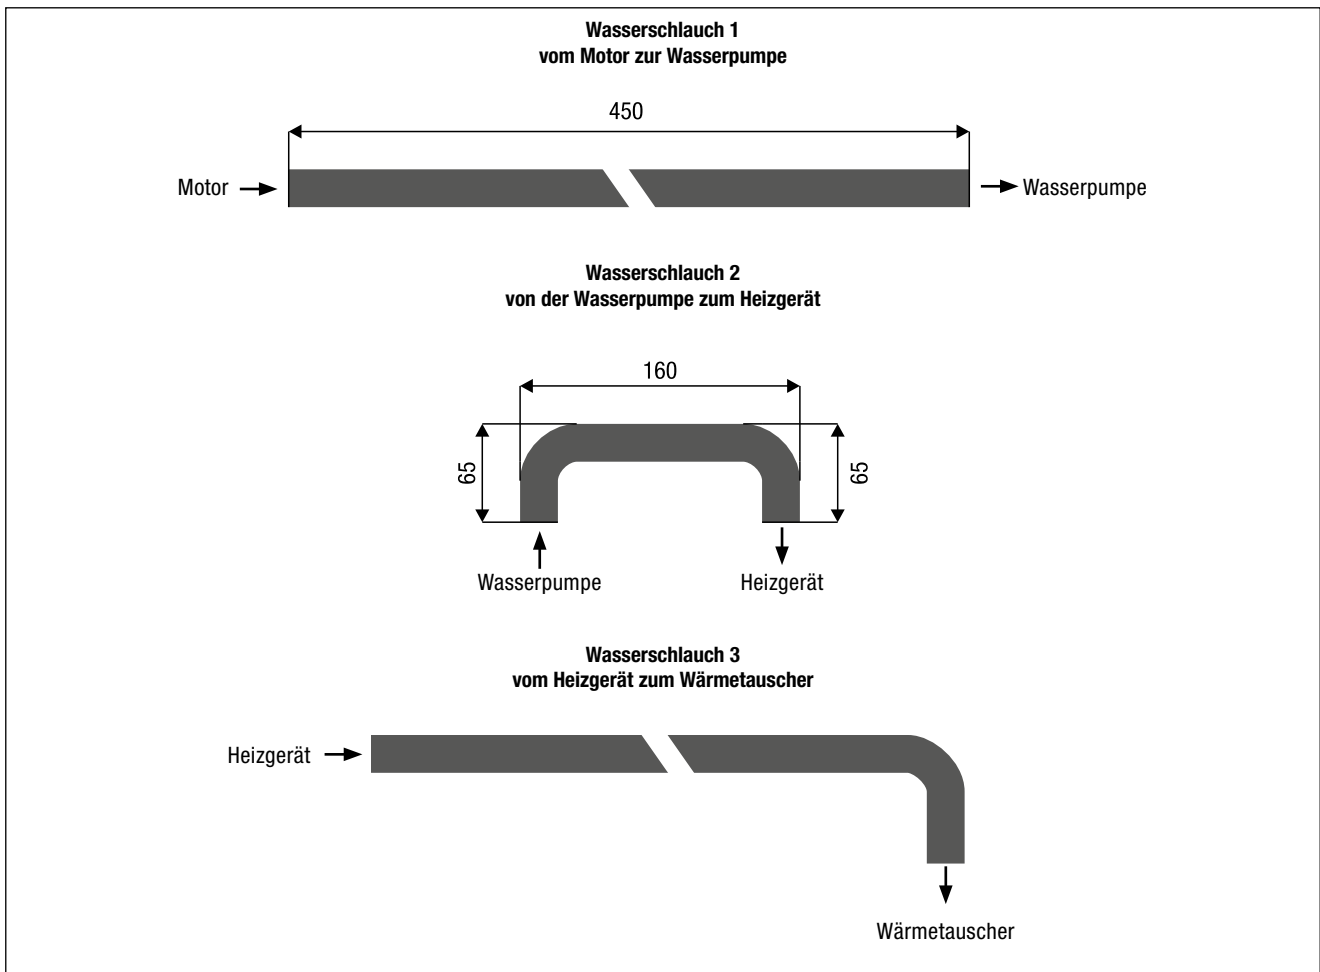 Wasserschlauch 1
vom Motor zur Wasserpumpe
450
Motor
Wasserpumpe
Wasserschlauch 2
von der Wasserpumpe zum Heizgerät
160
65
65
Wasserpumpe
Heizgerät
Wasserschlauch 3
vom Heizgerät zum Wärmetauscher
Heizgerät
Wärmetauscher